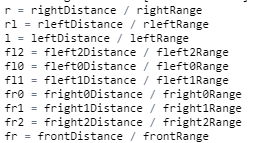 r = rightDistance / rightRange
rl = rleftDistance / rleftRange
l = leftDistance / leftRange
fl2 = fleft2Distance / fleft2Range
fl0 = fleft0Distance / fleft0Range
fl1 = fleft1Distance / fleft1Range
fr0 = fright0Distance / fright0Range
fr1 = fright1Distance / fright1Range
fr2 = fright2Distance / fright2Range
fr = frontDistance / frontRange